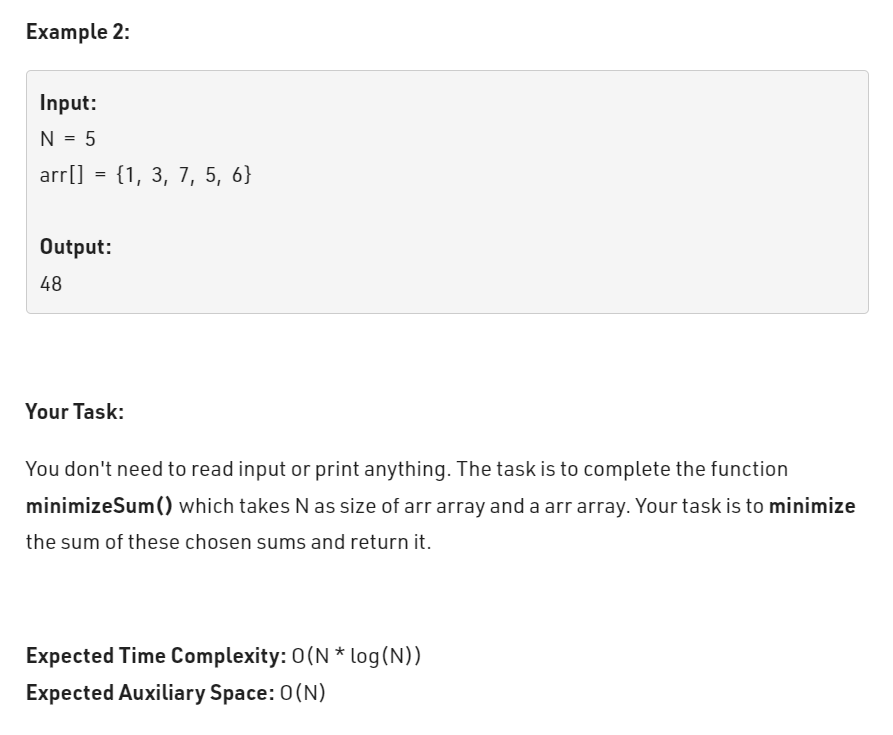 Example 2:
Input:
N = 5
arr[] = {1, 3, 7, 5, 6}
Output:
48
Your Task:
You don't need to read input or print anything. The task is to complete the function
minimizeSum() which takes N as size of arr array and a arr array. Your task is to minimize
the sum of these chosen sums and return it.
Expected Time Complexity: O(N * log(N))
Expected Auxiliary Space: O(N)